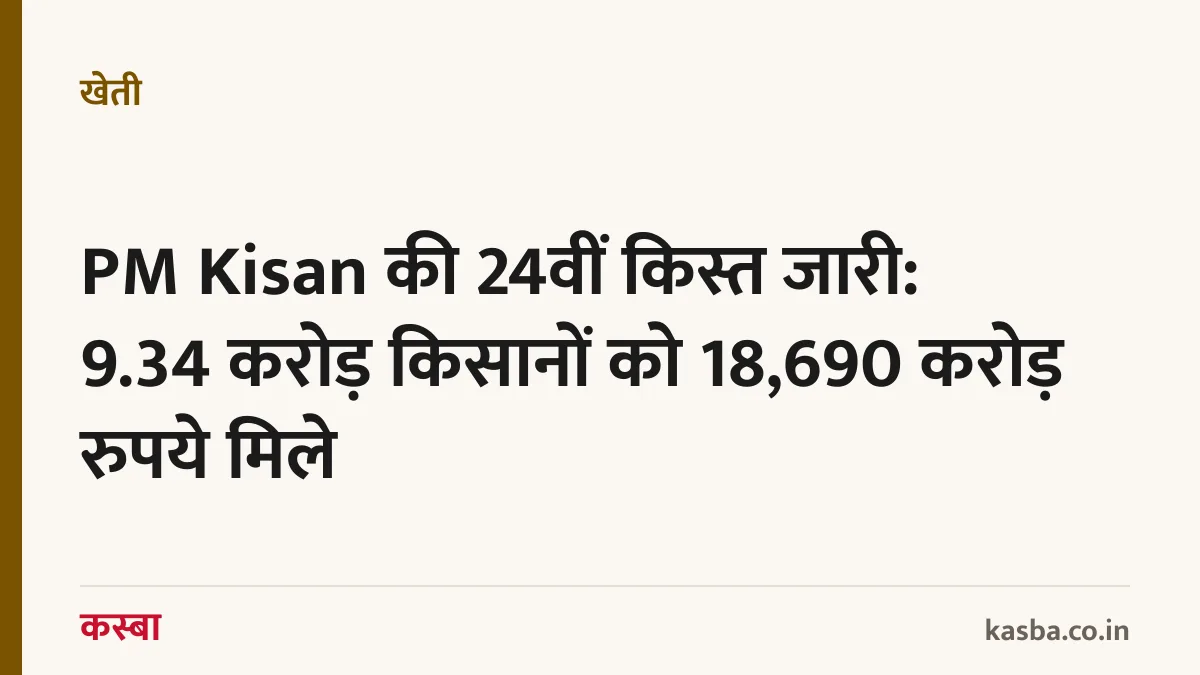 खेती
PM Kisan की 24वीं किस्त जारी:
9.34 करोड़ किसानों को 18,690 करोड़
रुपये मिले
कस्बा
kasba.co.in